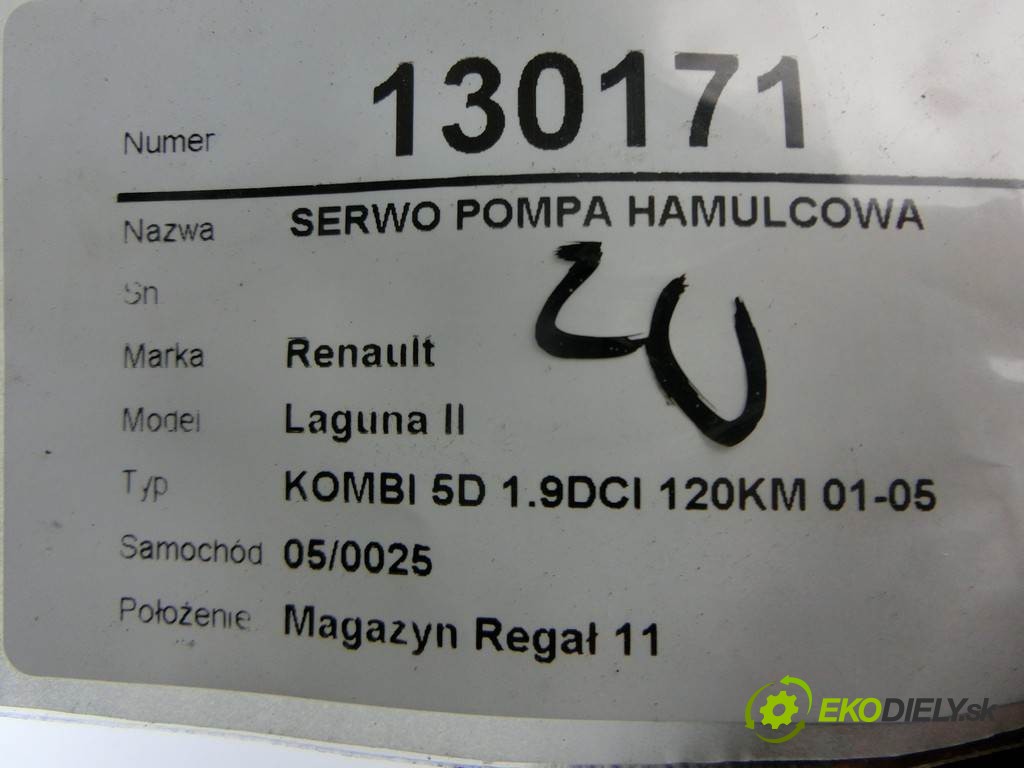 Numer 130171
Nazwa SERWO POMPA HAMULCOWA
Sn
20
Marka Renault
Model Laguna II
Typ KOMBI 5D 1.9DCI 120KM 01-05
Samochód 05/0025
Położenie Magazyn Regał 11
EKODIELY.sk